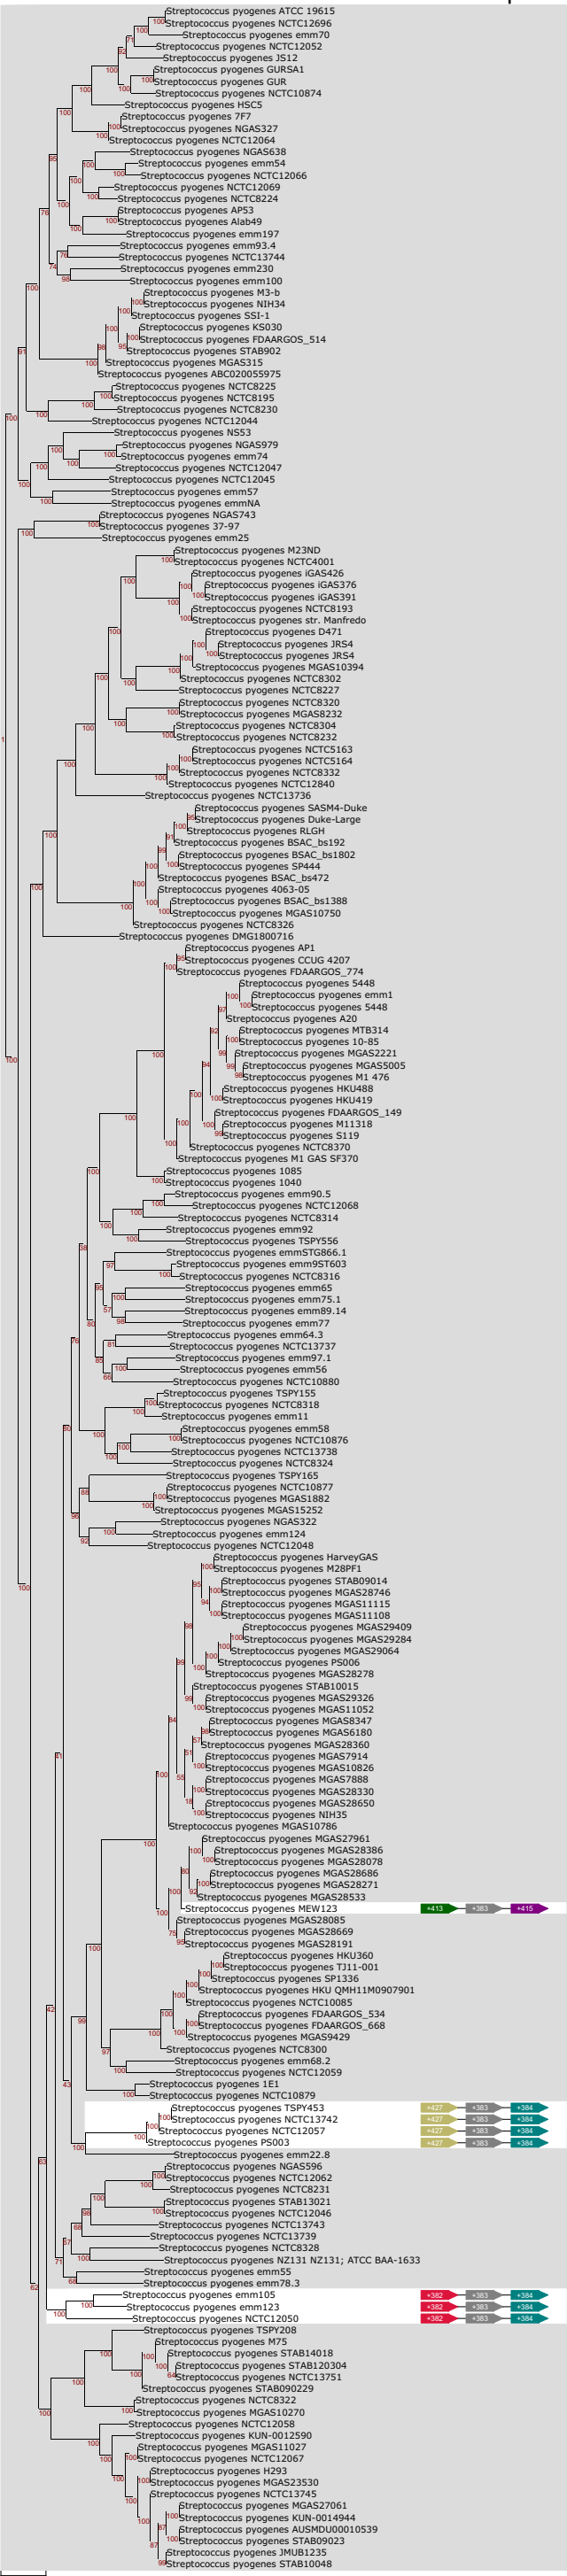 Streptococcus pyogenes ATCC 19615
Streptococcus pyogenes NCTC12696
Streptococcus pyogenes emm70
Streptococcus pyogenes NCTC12052
Streptococcus pyogenes JS12
Streptococcus pyogenes GURSA1
Streptococcus pyogenes GUR
Streptococcus pyogenes NCTC10874
Streptococcus pyogenes HSC5
Streptococcus pyogenes 7F7
Streptococcus pyogenes NGAS327
Streptococcus pyogenes NCTC12064
Streptococcus pyogenes NGAS638
Streptococcus pyogenes emm54
Streptococcus pyogenes NCTC12066
Streptococcus pyogenes NCTC12069
Streptococcus pyogenes NCTC8224
Streptococcus pyogenes AP53
Streptococcus pyogenes Alab49
Streptococcus pyogenes emm197
Streptococcus pyogenes emm93.4
Streptococcus pyogenes NCTC13744
Streptococcus pyogenes emm230
Streptococcus pyogenes emm100
Streptococcus pyogenes M3-b
Streptococcus pyogenes NIH34
Streptococcus pyogenes SSI-1
Streptococcus pyogenes KS030
Streptococcus pyogenes FDAARGOS_514
Streptococcus pyogenes STAB902
Streptococcus pyogenes MGAS315
Streptococcus pyogenes ABC020055975
Streptococcus pyogenes NCTC8225
Streptococcus pyogenes NCTC8195
Streptococcus pyogenes NCTC8230
Streptococcus pyogenes NCTC12044
Streptococcus pyogenes NS53
Streptococcus pyogenes NGAS979
Streptococcus pyogenes emm74
Streptococcus pyogenes NCTC12047
Streptococcus pyogenes NCTC12045
Streptococcus pyogenes emm57
Streptococcus pyogenes emmNA
Streptococcus pyogenes NGAS743
Streptococcus pyogenes 37-97
Streptococcus pyogenes emm25
Streptococcus pyogenes M23ND
Streptococcus pyogenes NCTC4001
Streptococcus pyogenes iGAS426
Streptococcus pyogenes iGAS376
Streptococcus pyogenes iGAS391
Streptococcus pyogenes NCTC8193
Streptococcus pyogenes str. Manfredo
Streptococcus pyogenes D471
Streptococcus pyogenes JRS4
Streptococcus pyogenes JRS4
Streptococcus pyogenes MGAS10394
Streptococcus pyogenes NCTC8302
Streptococcus pyogenes NCTC8227
Streptococcus pyogenes NCTC8320
Streptococcus pyogenes MGAS8232
Streptococcus pyogenes NCTC8304
Streptococcus pyogenes NCTC8232
Streptococcus pyogenes NCTC5163
Streptococcus pyogenes NCTC5164
Streptococcus pyogenes NCTC8332
Streptococcus pyogenes NCTC12840
Streptococcus pyogenes NCTC13736
Streptococcus pyogenes SASM4-Duke
Streptococcus pyogenes Duke-Large
Streptococcus pyogenes RLGH
Streptococcus pyogenes BSAC_bs192
Streptococcus pyogenes BSAC_bs1802
Streptococcus pyogenes SP444
Streptococcus pyogenes BSAC_bs472
Streptococcus pyogenes 4063-05
Streptococcus pyogenes BSAC_bs1388
Streptococcus pyogenes MGAS10750
Streptococcus pyogenes NCTC8326
Streptococcus pyogenes DMG1800716
Streptococcus pyogenes AP1
Streptococcus pyogenes CCUG 4207
Streptococcus pyogenes FDAARGOS_774
Streptococcus pyogenes 5448
Streptococcus pyogenes emm1
Streptococcus pyogenes 5448
Streptococcus pyogenes A20
Streptococcus pyogenes MTB314
Streptococcus pyogenes 10-85
Streptococcus pyogenes MGAS2221
Streptococcus pyogenes MGAS5005
Streptococcus pyogenes M1 476
Streptococcus pyogenes HKU488
Streptococcus pyogenes HKU419
Streptococcus pyogenes FDAARGOS_149
Streptococcus pyogenes M11318
Streptococcus pyogenes S119
Streptococcus pyogenes NCTC8370
Streptococcus pyogenes M1 GAS SF370
Streptococcus pyogenes 1085
Streptococcus pyogenes 1040
Streptococcus pyogenes emm90.5
Streptococcus pyogenes NCTC12068
Streptococcus pyogenes NCTC8314
Streptococcus pyogenes emm92
Streptococcus pyogenes TSPY556
Streptococcus pyogenes emmSTG866.1
Streptococcus pyogenes emm9ST603
Streptococcus pyogenes NCTC8316
Streptococcus pyogenes emm65
Streptococcus pyogenes emm75.1
Streptococcus pyogenes emm89.14
Streptococcus pyogenes emm77
Streptococcus pyogenes emm64.3
Streptococcus pyogenes NCTC13737
Streptococcus pyogenes emm97.1
Streptococcus pyogenes emm56
Streptococcus pyogenes NCTC10880
Streptococcus pyogenes TSPY155
Streptococcus pyogenes NCTC8318
Streptococcus pyogenes emm11
Streptococcus pyogenes emm58
Streptococcus pyogenes NCTC10876
Streptococcus pyogenes NCTC13738
Streptococcus pyogenes NCTC8324
Streptococcus pyogenes TSPY165
Streptococcus pyogenes NCTC10877
Streptococcus pyogenes MGAS1882
Streptococcus pyogenes MGAS15252
Streptococcus pyogenes NGAS322
Streptococcus pyogenes emm124
Streptococcus pyogenes NCTC12048
Streptococcus pyogenes HarveyGAS
Streptococcus pyogenes M28PF1
Streptococcus pyogenes STAB09014
Streptococcus pyogenes MGAS28746
Streptococcus pyogenes MGAS11115
Streptococcus pyogenes MGAS11108
Streptococcus pyogenes MGAS29409
Streptococcus pyogenes MGAS29284
Streptococcus pyogenes MGAS29064
Streptococcus pyogenes PS006
Streptococcus pyogenes MGAS28278
Streptococcus pyogenes STAB10015
Streptococcus pyogenes MGAS29326
Streptococcus pyogenes MGAS11052
Streptococcus pyogenes MGAS8347
Streptococcus pyogenes MGAS6180
Streptococcus pyogenes MGAS28360
Streptococcus pyogenes MGAS7914
Streptococcus pyogenes MGAS10826
Streptococcus pyogenes MGAS7888
Streptococcus pyogenes MGAS28330
Streptococcus pyogenes MGAS28650
Streptococcus pyogenes NIH35
Streptococcus pyogenes MGAS10786
Streptococcus pyogenes MGAS27961
Streptococcus pyogenes MGAS28386
Streptococcus pyogenes MGAS28078
Streptococcus pyogenes MGAS28686
Streptococcus pyogenes MGAS28271
Streptococcus pyogenes MGAS28533
Streptococcus pyogenes MEW123 +413 +383 +415
Streptococcus pyogenes MGAS28085
Streptococcus pyogenes MGAS28669
Streptococcus pyogenes MGAS28191
Streptococcus pyogenes HKU360
Streptococcus pyogenes TJ11-001
Streptococcus pyogenes SP1336
Streptococcus pyogenes HKU QMH11M0907901
Streptococcus pyogenes NCTC10085
Streptococcus pyogenes FDAARGOS_534
Streptococcus pyogenes FDAARGOS_668
Streptococcus pyogenes MGAS9429
Streptococcus pyogenes NCTC8300
Streptococcus pyogenes emm68.2
Streptococcus pyogenes NCTC12059
Streptococcus pyogenes 1E1
Streptococcus pyogenes NCTC10879
Streptococcus pyogenes TSPY453 +427 +383 +384
Streptococcus pyogenes NCTC13742 +427 +383 +384
Streptococcus pyogenes NCTC12057 +427 +383 +384
Streptococcus pyogenes PS003 +427 +383 +384
Streptococcus pyogenes emm22.8
Streptococcus pyogenes NGAS596
Streptococcus pyogenes NCTC12062
Streptococcus pyogenes NCTC8231
Streptococcus pyogenes STAB13021
Streptococcus pyogenes NCTC12046
Streptococcus pyogenes NCTC13743
Streptococcus pyogenes NCTC13739
Streptococcus pyogenes NCTC8328
Streptococcus pyogenes NZ131 NZ131; ATCC BAA-1633
Streptococcus pyogenes emm55
Streptococcus pyogenes emm78.3
Streptococcus pyogenes emm105 +382 +383 +384
Streptococcus pyogenes emm123 +382 +383 +384
Streptococcus pyogenes NCTC12050 +382 +383 +384
Streptococcus pyogenes TSPY208
Streptococcus pyogenes M75
Streptococcus pyogenes STAB14018
Streptococcus pyogenes STAB120304
Streptococcus pyogenes NCTC13751
Streptococcus pyogenes STAB090229
Streptococcus pyogenes NCTC8322
Streptococcus pyogenes MGAS10270
Streptococcus pyogenes NCTC12058
Streptococcus pyogenes KUN-0012590
Streptococcus pyogenes MGAS11027
Streptococcus pyogenes NCTC12067
Streptococcus pyogenes H293
Streptococcus pyogenes MGAS23530
Streptococcus pyogenes NCTC13745
Streptococcus pyogenes MGAS27061
Streptococcus pyogenes KUN-0014944
Streptococcus pyogenes AUSMDU00010539
Streptococcus pyogenes STAB09023
Streptococcus pyogenes JMUB1235
Streptococcus pyogenes STAB10048